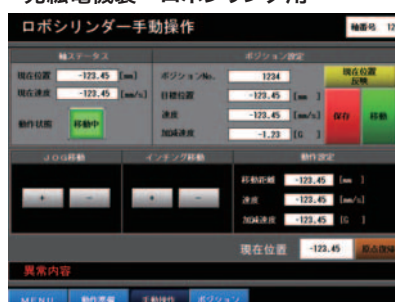 ロボシリンダー手動操作 軸番号 12
軸ステータス ポジション設定
現在位置 -123.45 [mm] ポジションNo. 1234 現在位置
反映
現在速度 -123.45 [mm/s] 目標位置 -123.45 [mm ]
動作状態 移動中 速度 -123.45 [mm/s] 保存 移動
加減速度 -1.23 [G ]
JOG移動 インチング移動 動作設定
移動距離 -123.45 [mm ]
+ - + - 速度 -123.45 [mm/s]
加減速度 -123.45 [G ]
現在位置 -123.45 原点復帰
異常内容
MENU 手動操作 ポジション